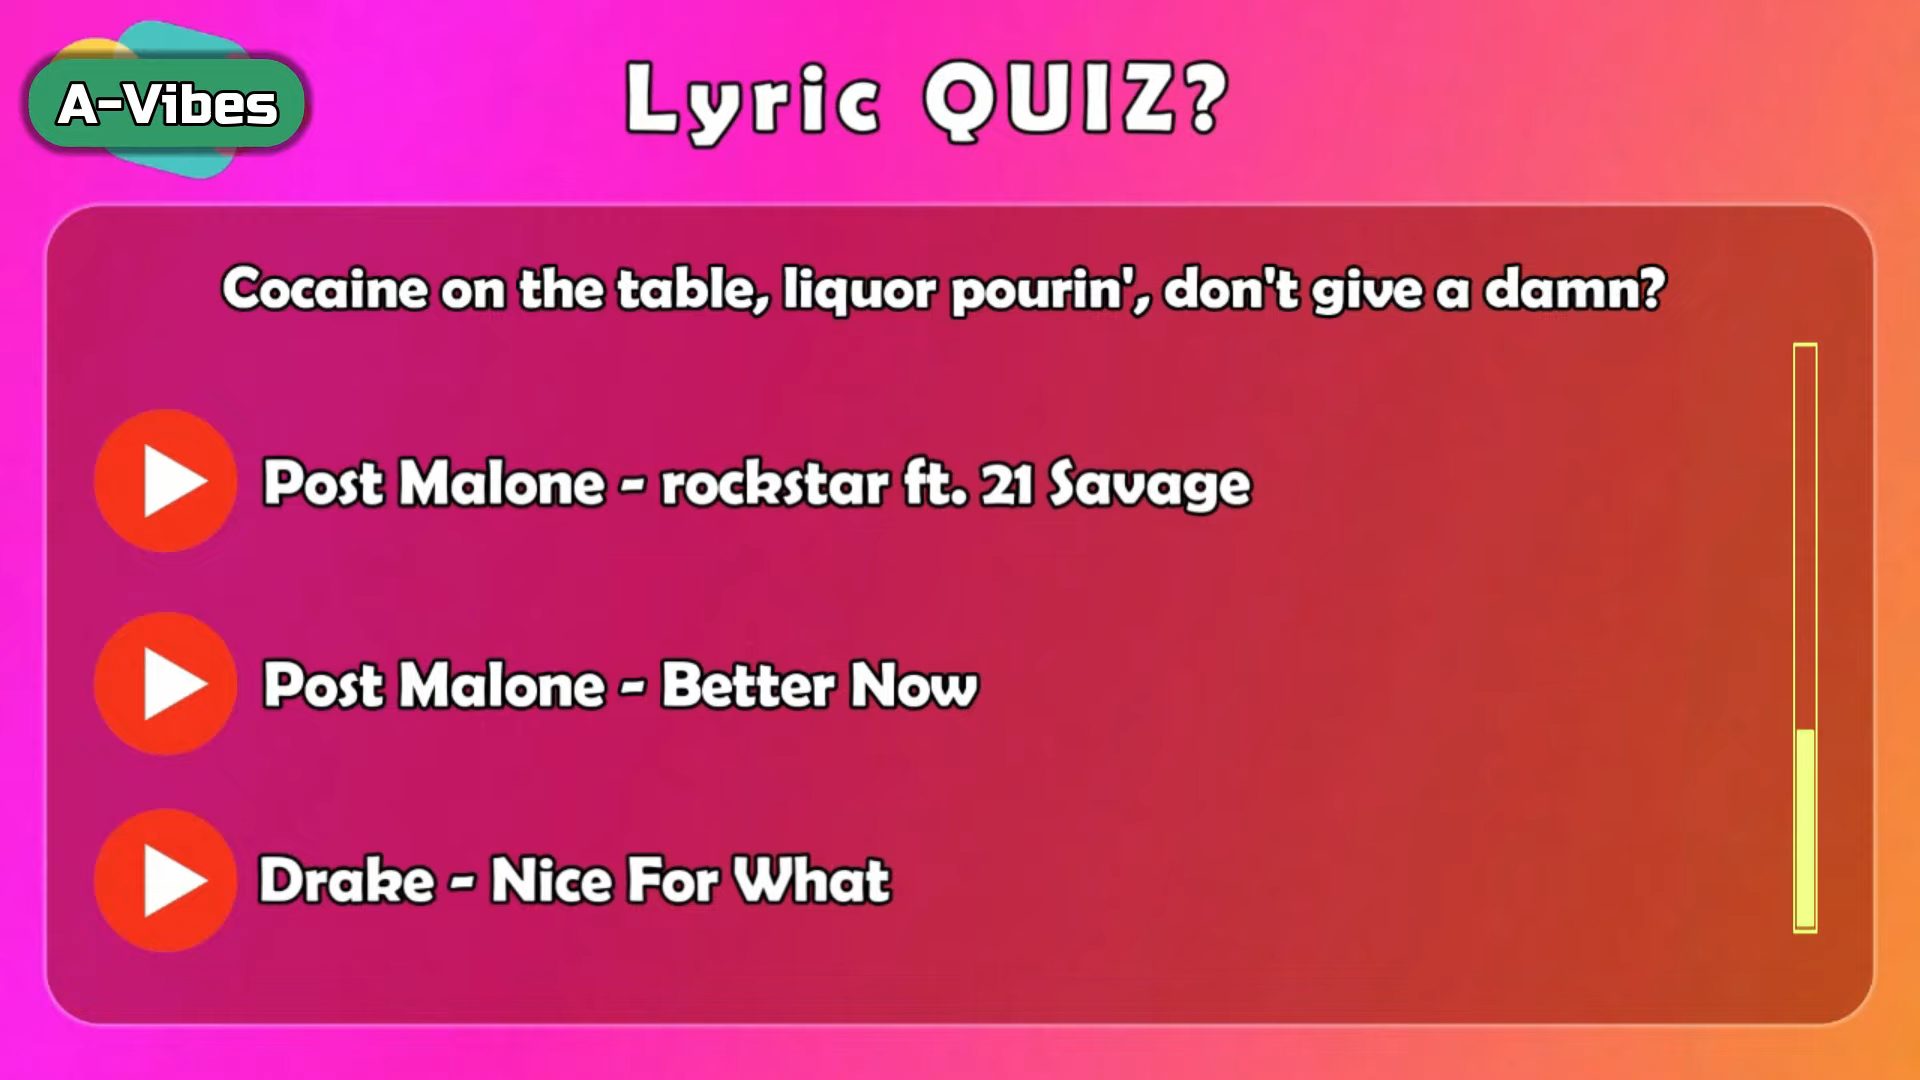 A-Vibes
Lyric QUIZ?
Cocaine on the table, liquor pourin', don't give a damn?
Post Malone - rockstar ft. 21 Savage
Post Malone - Better Now
Drake - Nice For What